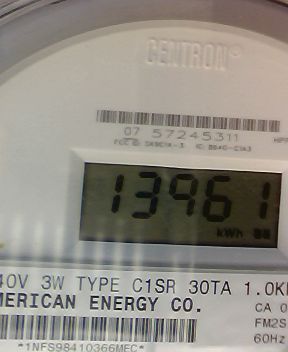 CENTRON®
07 57245311
13961
kWh
40V 3W TYPE C1SR 30TA 1.0K
MERICAN ENERGY CO.
CA 0
FM2S
60Hz
*1NFS98410366MEC*